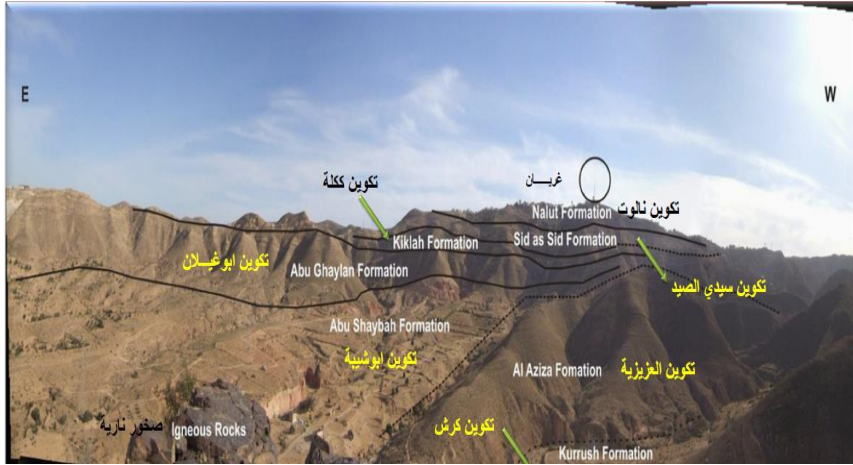 E
W
غريـــان
تكوين ككلة
Nalut Formation
تكوين نالوت
Kiklah Formation
Sid as Sid Formation
تكوين ابوغيــلان
Abu Ghaylan Formation
تكوين سيدي الصيد
Abu Shaybah Formation
تكوين ابوشيبة
Al Aziza Fomation
تكوين العزيزية
صخور نارية
Igneous Rocks
تكوين كرش
Kurrush Formation